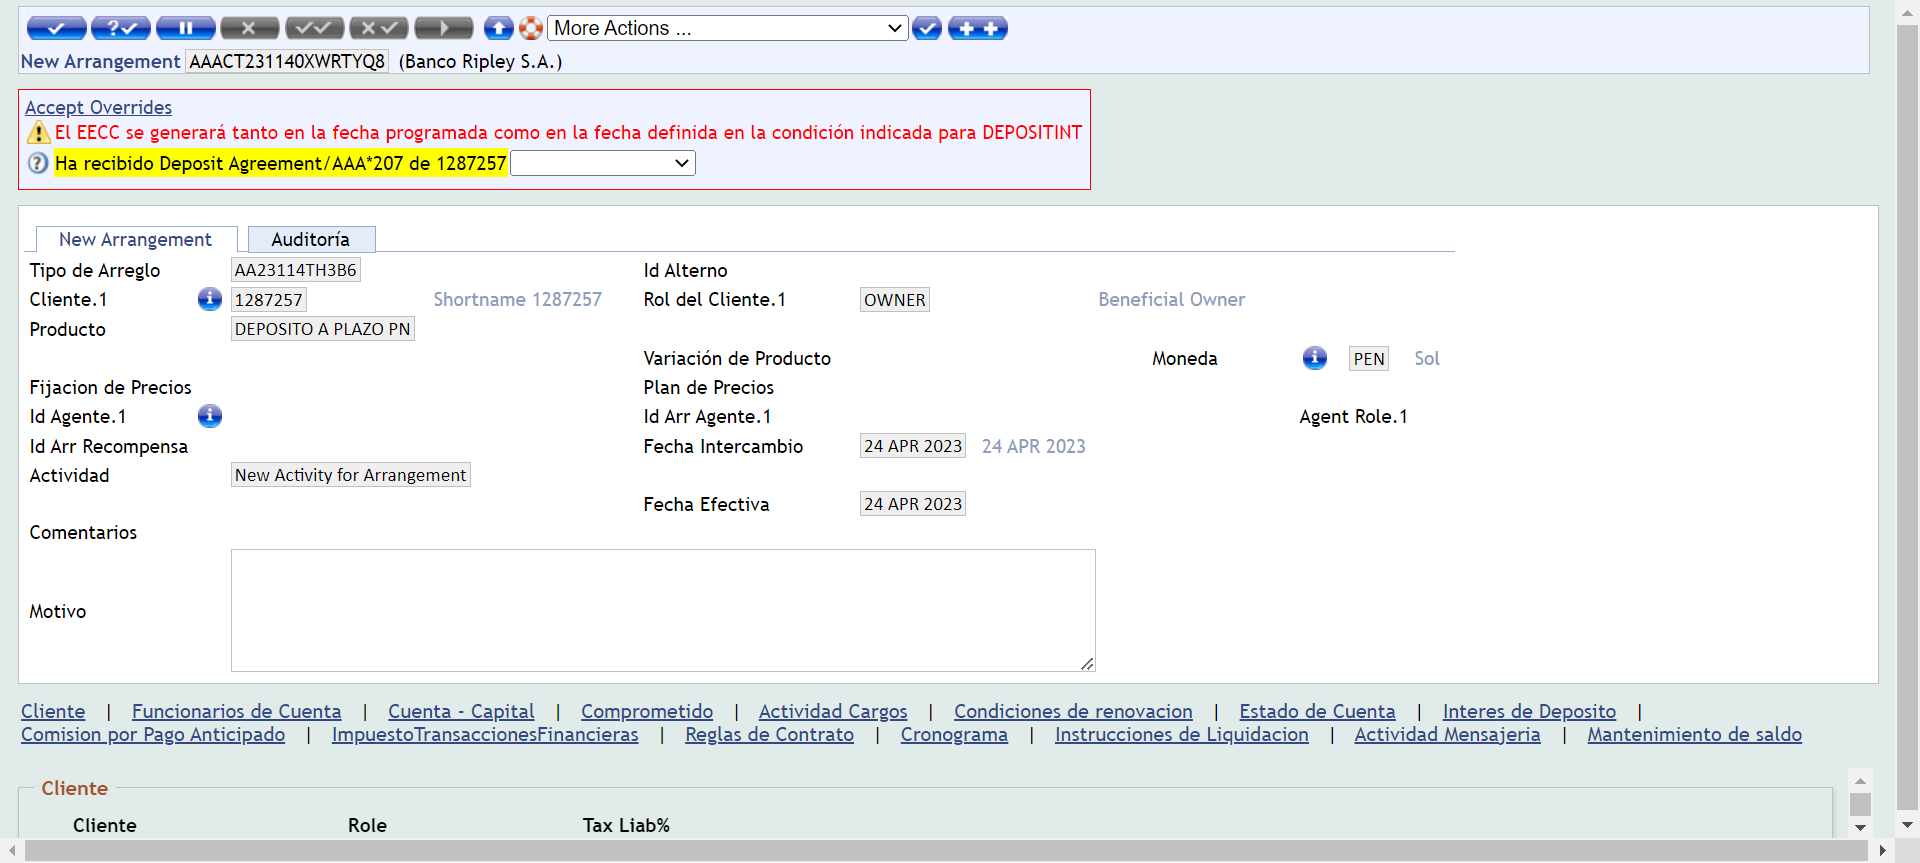 More Actions ...
New Arrangement AAACT231140XWRTYQ8 (Banco Ripley S.A.)
Accept Overrides
El EECC se generará tanto en la fecha programada como en la fecha definida en la condición indicada para DEPOSITINT
Ha recibido Deposit Agreement/AAA*207 de 1287257
New Arrangement Auditoría
Tipo de Arreglo AA23114TH3B6 Id Alterno
Cliente.1 1287257 Shortname 1287257 Rol del Cliente.1 OWNER Beneficial Owner
Producto DEPOSITO A PLAZO PN
Variación de Producto Moneda PEN Sol
Fijacion de Precios Plan de Precios
Id Agente.1 Id Arr Agente.1 Agent Role.1
Id Arr Recompensa Fecha Intercambio 24 APR 2023 24 APR 2023
Actividad New Activity for Arrangement
Fecha Efectiva 24 APR 2023
Comentarios
Motivo
Cliente | Funcionarios de Cuenta | Cuenta - Capital | Comprometido | Actividad Cargos | Condiciones de renovacion | Estado de Cuenta | Interes de Deposito |
Comision por Pago Anticipado | ImpuestoTransaccionesFinancieras | Reglas de Contrato | Cronograma | Instrucciones de Liquidacion | Actividad Mensajeria | Mantenimiento de saldo
Cliente
Cliente Role Tax Liab%